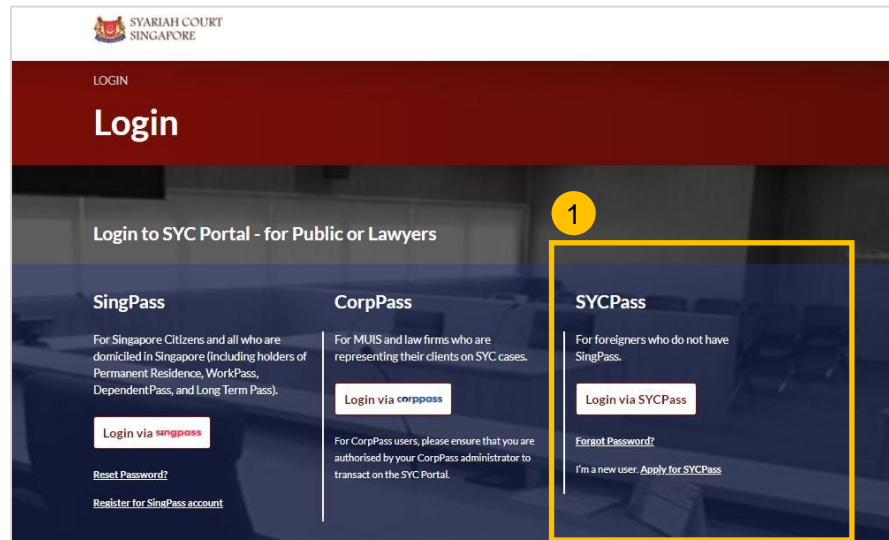 SYARIAH COURT
SINGAPORE
LOGIN
Login
Login to SYC Portal - for Public or Lawyers
1
SingPass
For Singapore Citizens and all who are
domiciled in Singapore (including holders of
Permanent Residence, WorkPass,
DependentPass, and Long Term Pass).
Login via singpass
Reset Password?
Register for SingPass account
CorpPass
For MUIS and law firms who are
representing their clients on SYC cases.
Login via corppass
For CorpPass users, please ensure that you are
authorised by your CorpPass administrator to
transact on the SYC Portal.
SYCPass
For foreigners who do not have
SingPass.
Login via SYCPass
Forgot Password?
I'm a new user. Apply for SYCPass